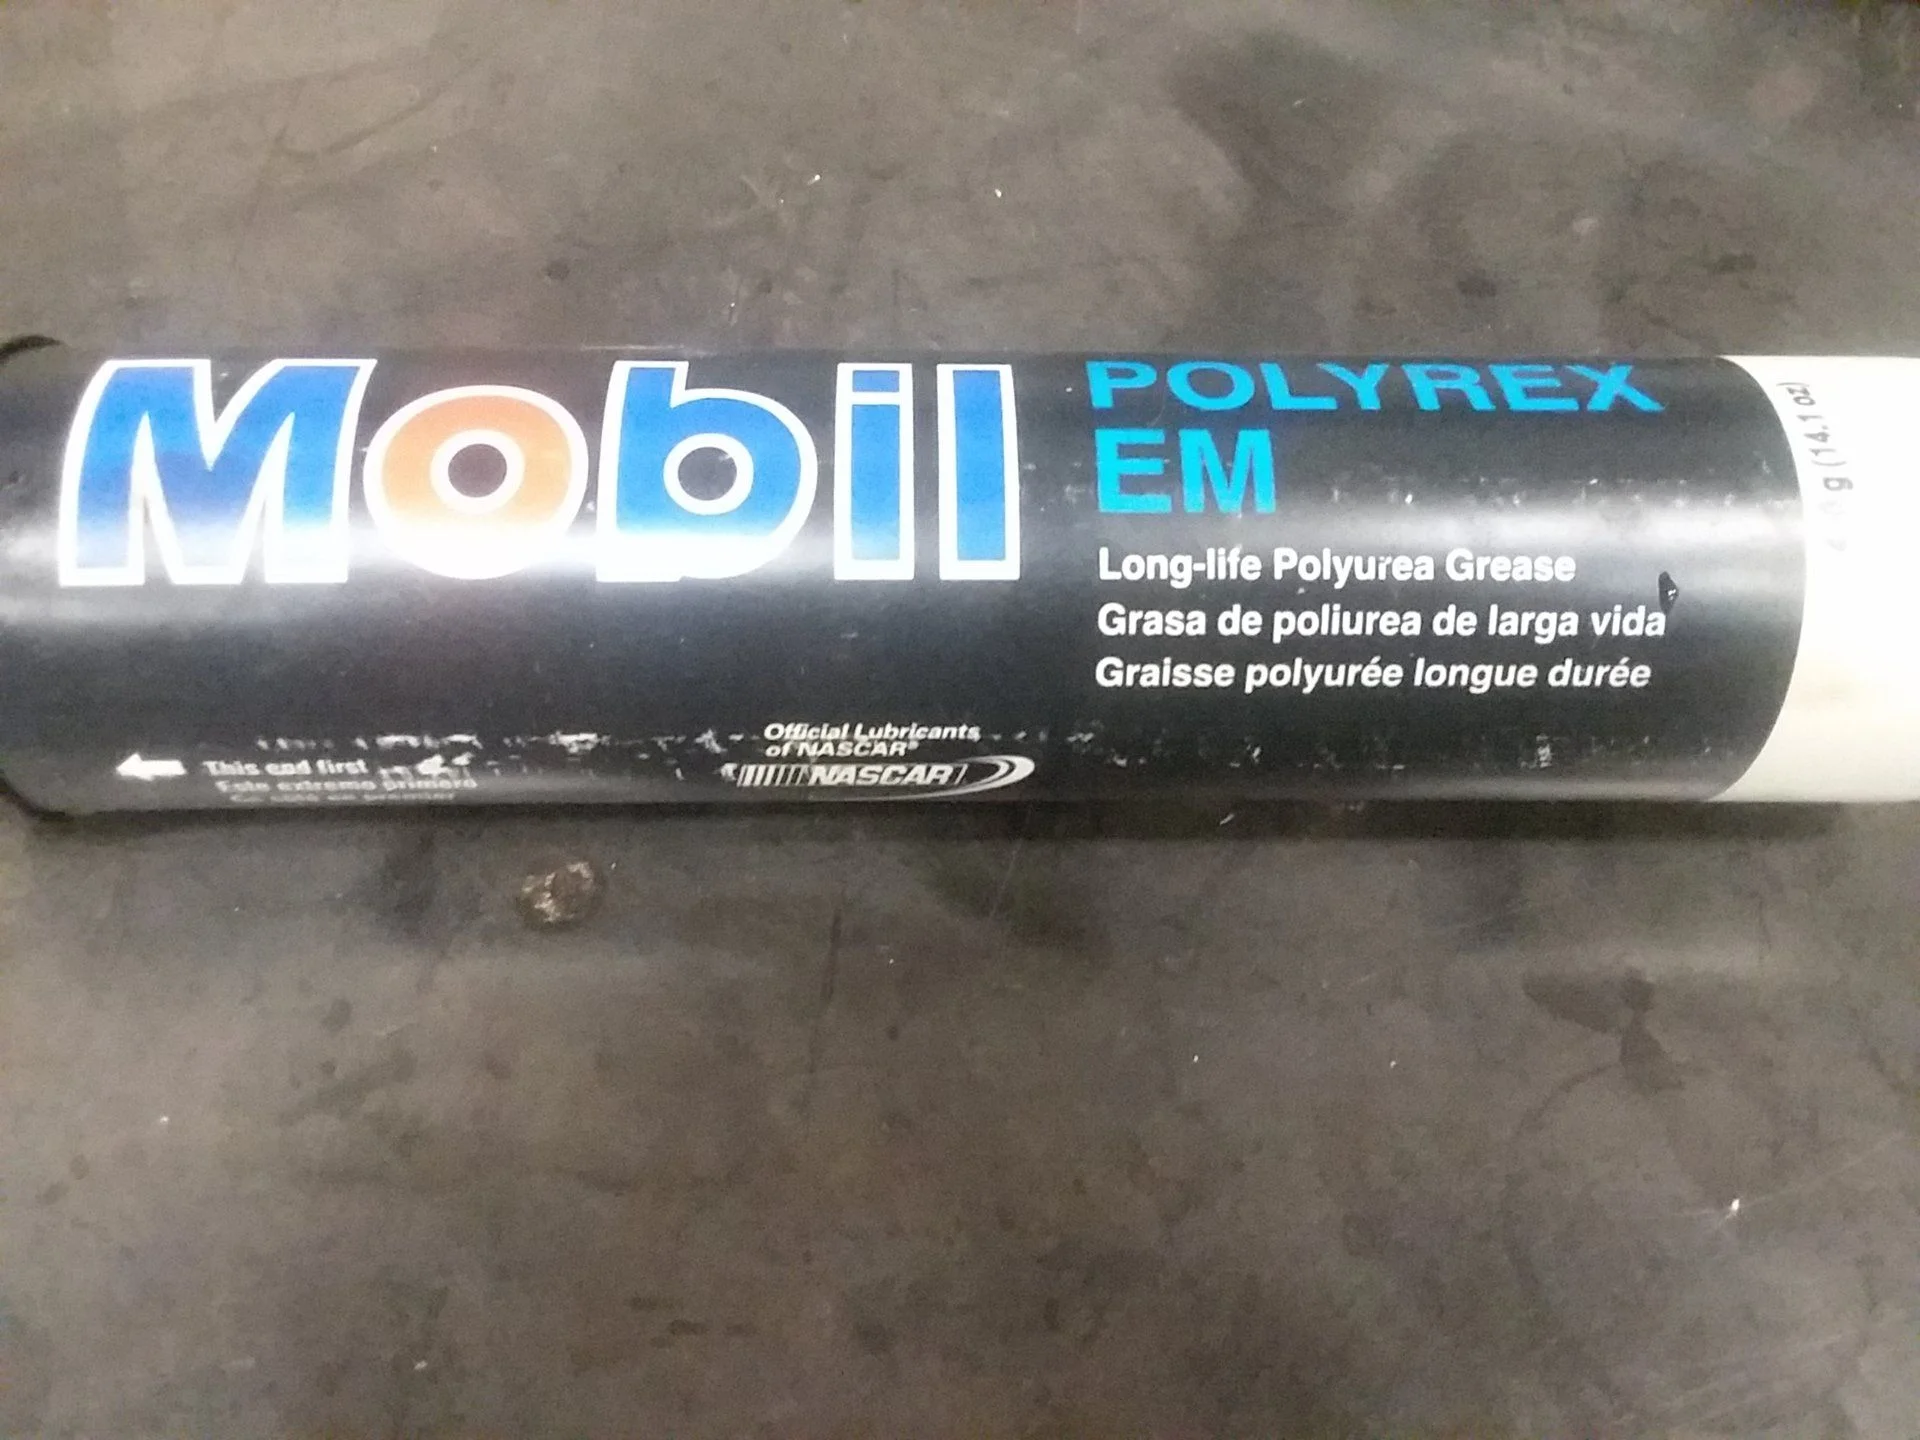 Mobil
POLYREX
EM
Long-life Polyurea Grease
Grasa de poliurea de larga vida
Graisse polyurée longue durée
g (14.1 oz)
Official Lubricants
of NASCAR®
NASCAR
This end first
Este extremo primero